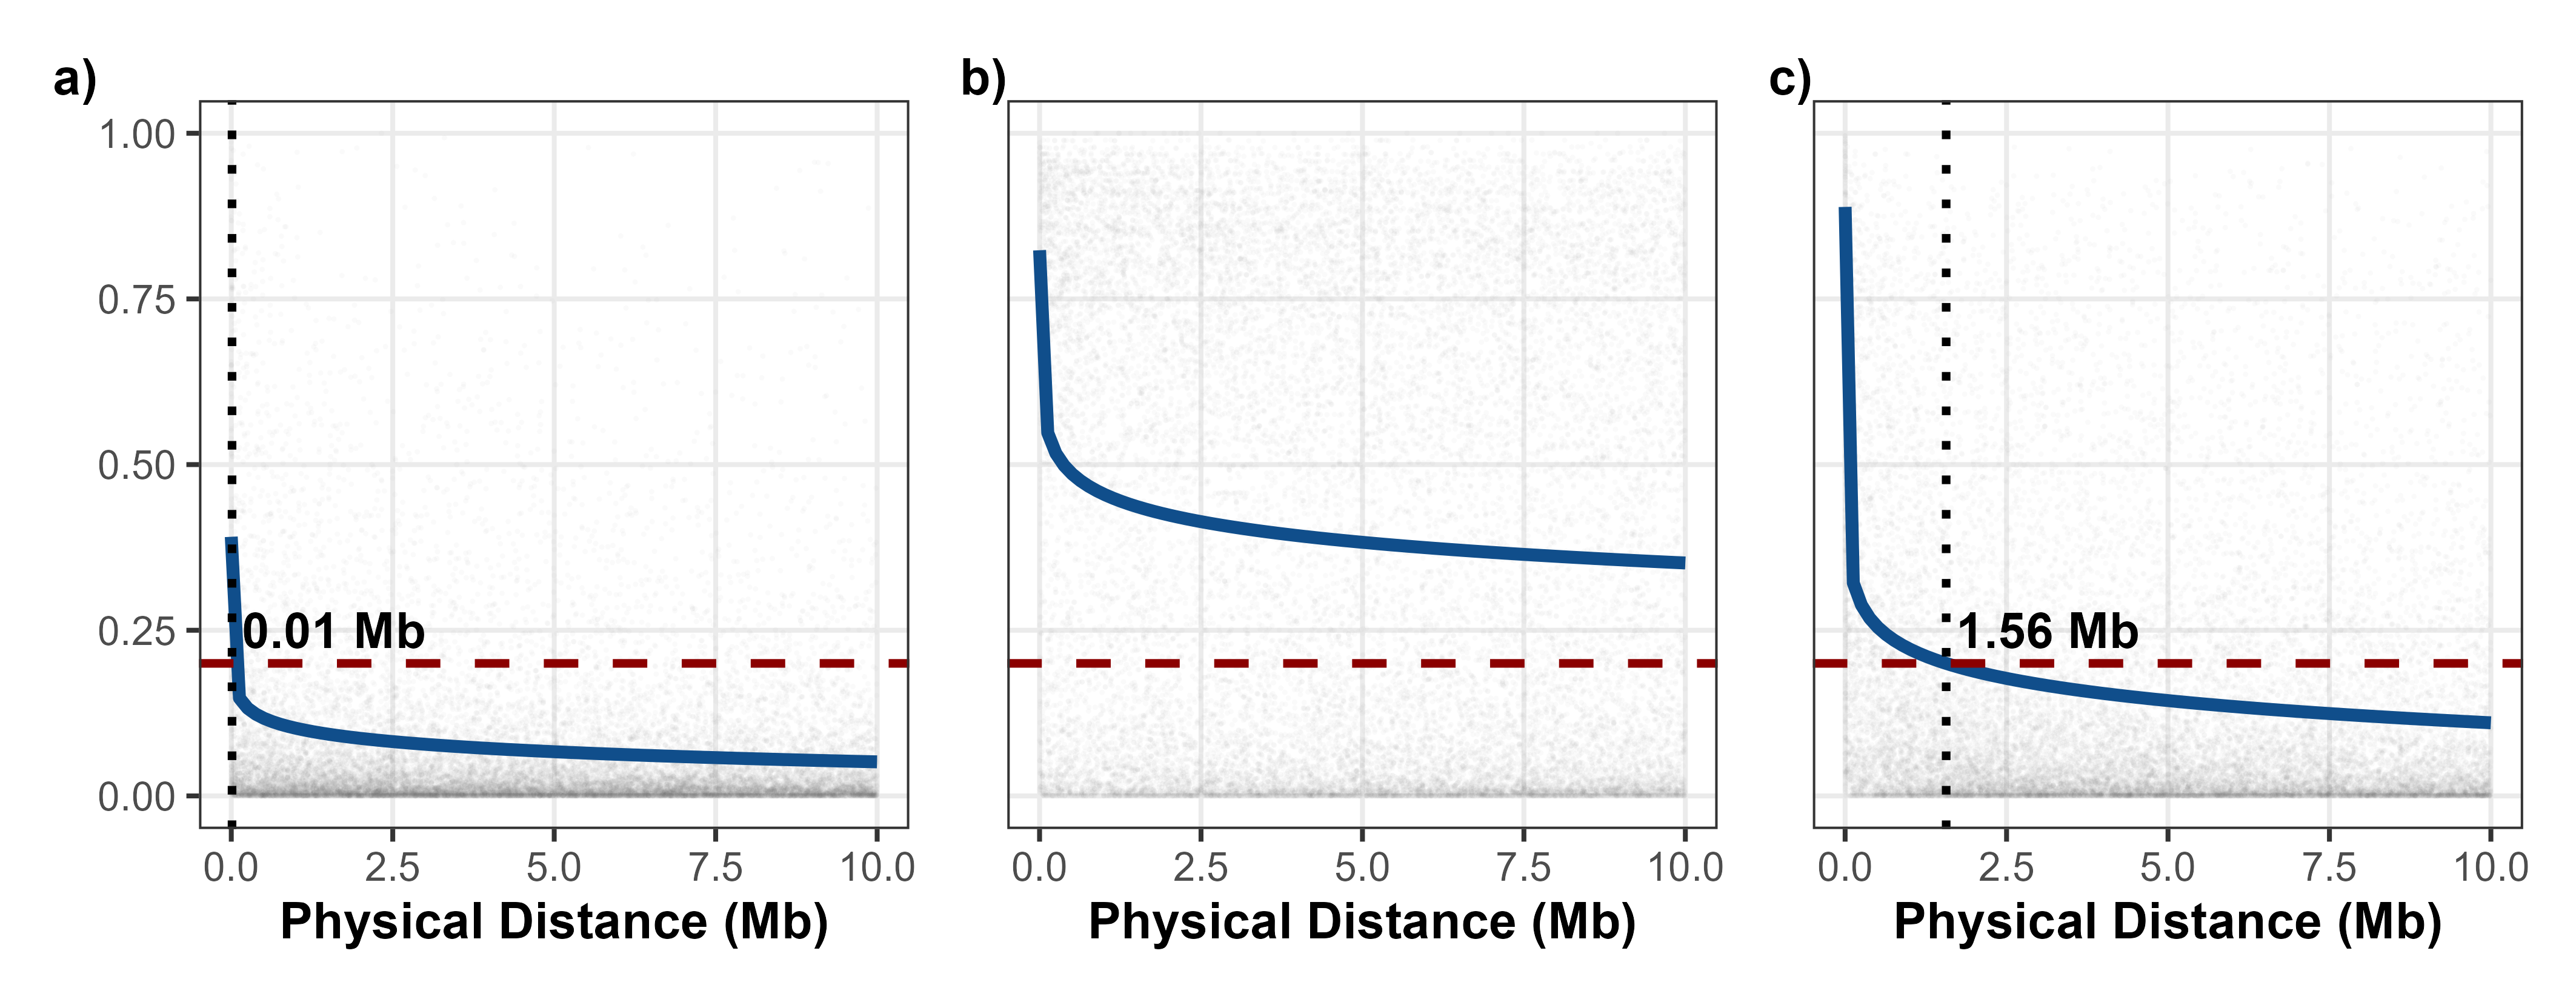 a)
b)
c)
1.00
0.75
0.50
0.25
0.00
0.01 Mb
1.56 Mb
0.0 2.5 5.0 7.5 10.0
0.0 2.5 5.0 7.5 10.0
0.0 2.5 5.0 7.5 10.0
Physical Distance (Mb)
Physical Distance (Mb)
Physical Distance (Mb)